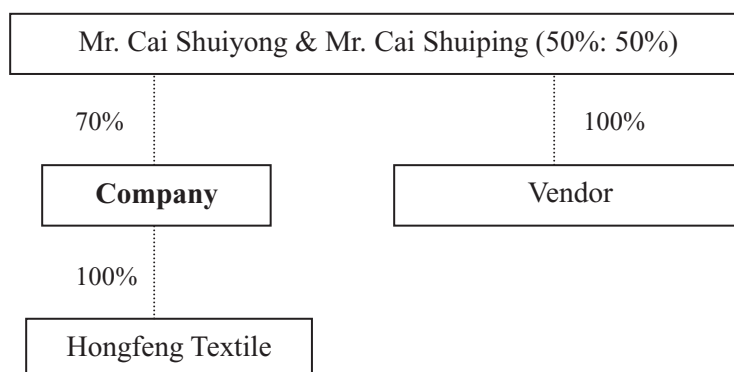 Mr. Cai Shuiyong & Mr. Cai Shuiping (50%: 50%)
70%
100%
Company
Vendor
100%
Hongfeng Textile